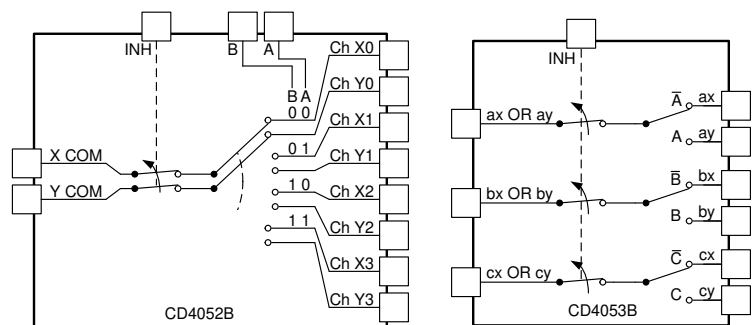 INH
B
A
Ch X0
B A
Ch Y0
0 0
Ch X1
0 1
X COM
Ch Y1
Y COM
1 0
Ch X2
Ch Y2
1 1
Ch X3
Ch Y3
CD4052B
INH
A̅ ax
ax OR ay
A ay
B̅ bx
bx OR by
B by
C̅ cx
cx OR cy
C cy
CD4053B